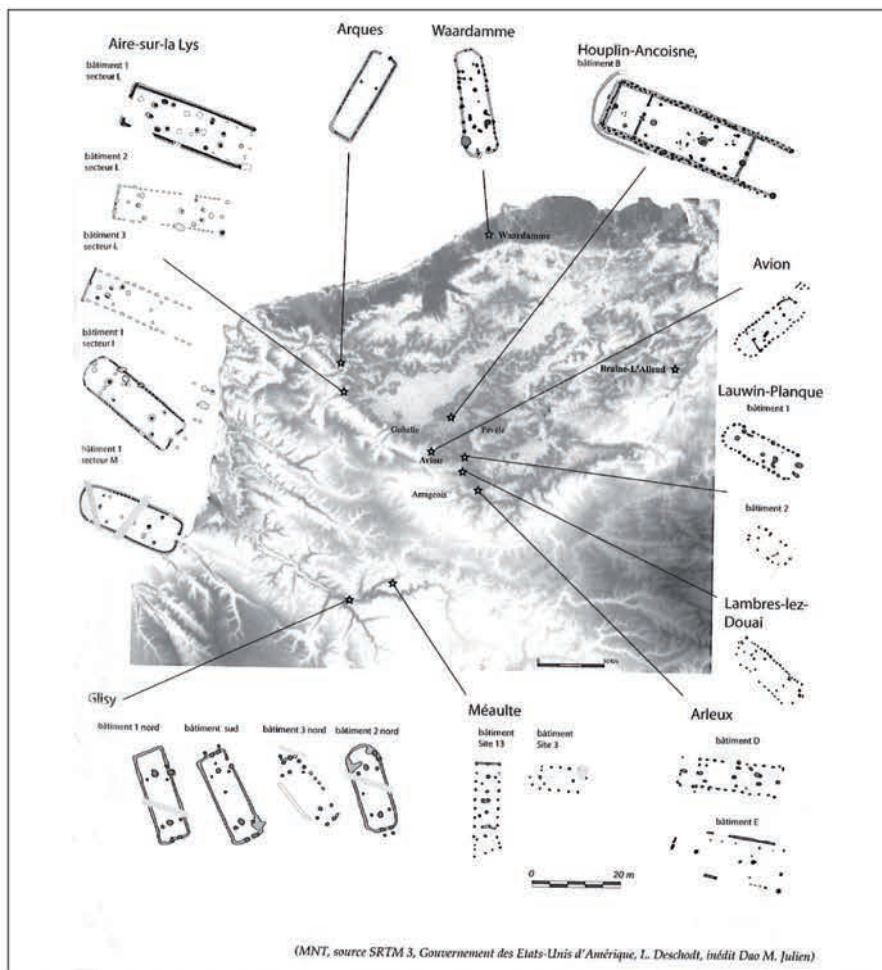 Aire-sur-la Lys
Arques
Waardamme
Houplin-Ancoisne,
bâtiment B
bâtiment 1
secteur L
bâtiment 2
secteur L
bâtiment 3
secteur L
bâtiment 1
secteur I
bâtiment 1
secteur M
Waardamme
Braine-L'Alleud
Gohelle
Pévèle
Avion
Arrageois
Avion
Lauwin-Planque
bâtiment 1
bâtiment 2
Lambres-lez-
Douai
Glisy
bâtiment 1 nord
bâtiment sud
bâtiment 3 nord
bâtiment 2 nord
Méaulte
bâtiment
Site 13
bâtiment
Site 3
Arleux
bâtiment D
bâtiment E
0
20 m
(MNT, source SRTM 3, Gouvernement des Etats-Unis d'Amérique, L. Deschodt, inédit Dao M. Julien)